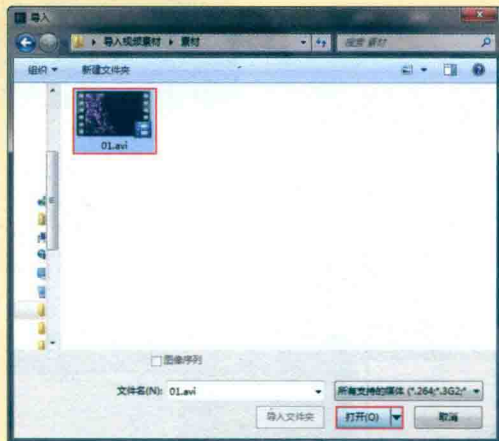 导入
导入视频素材 ▸ 素材
搜索 素材
组织 新建文件夹
01.avi
图像序列
文件名(N): 01.avi
所有支持的媒体 (*.264;*.3G2;*
导入文件夹 打开(O) 取消